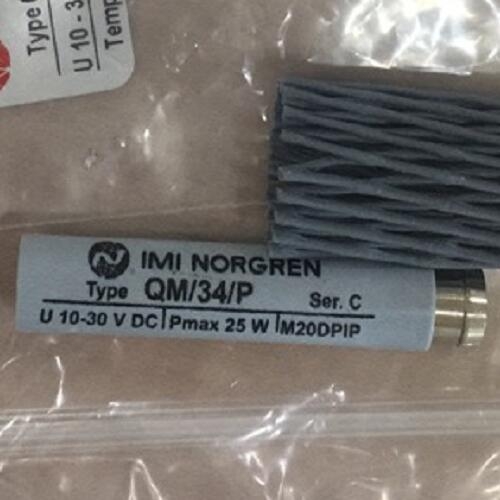 Type
U 10 - 3
Temp
IMI NORGREN
Type QM/34/P Ser. C
U 10-30 V DC | Pmax 25 W | M20DPIP